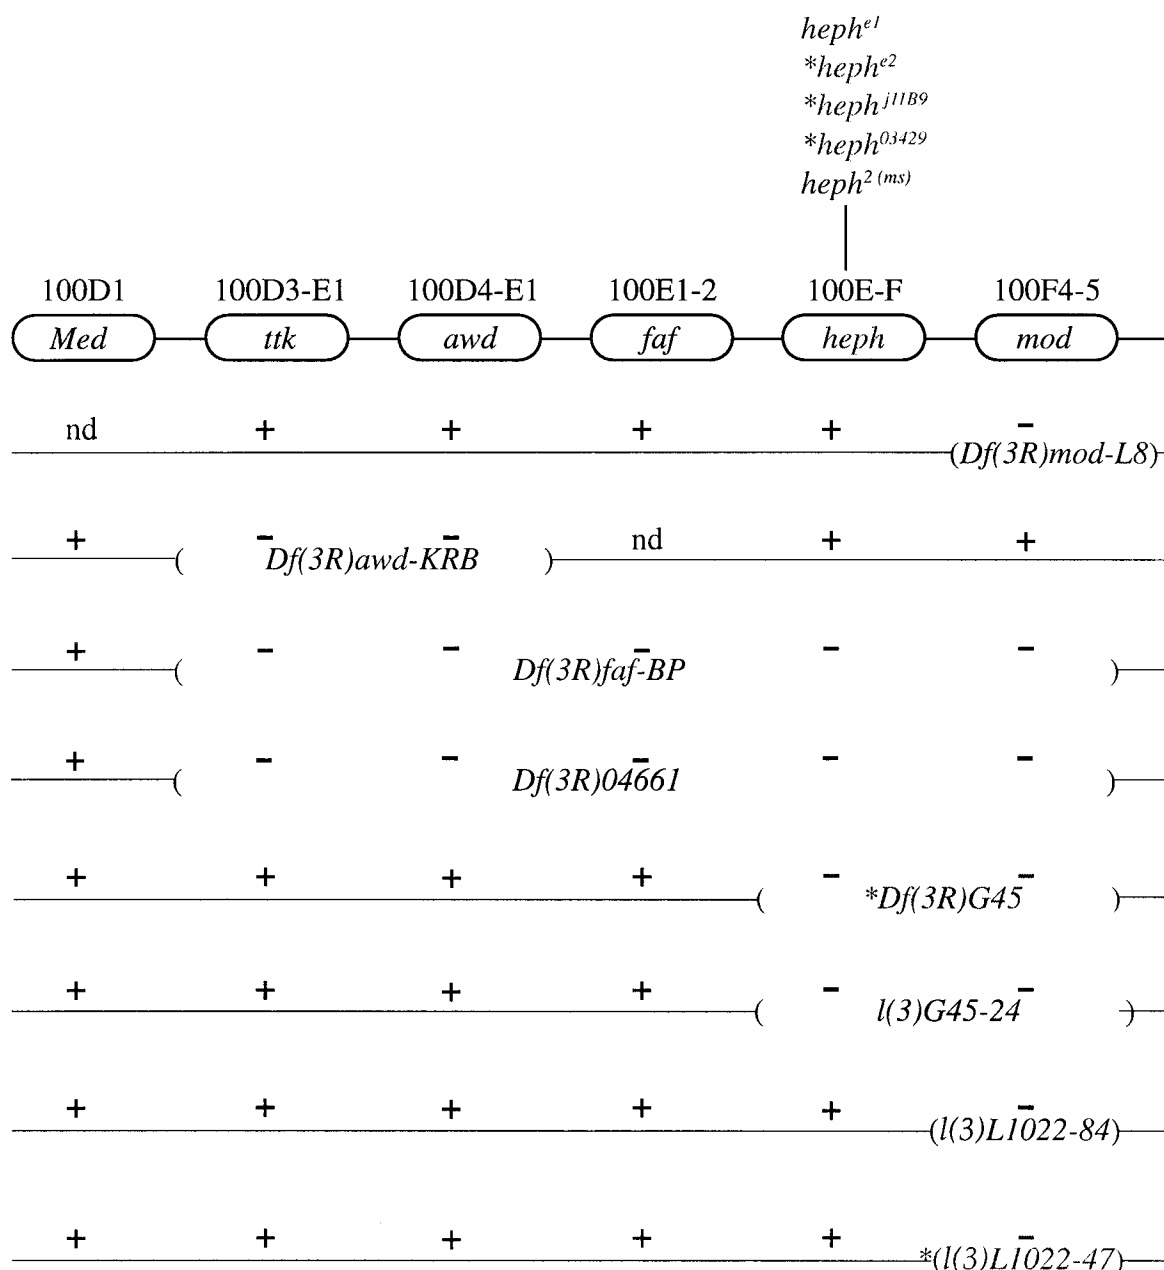 heph^e1
*heph^e2
*heph^j11B9
*heph^03429
heph^2 (ms)
100D1 100D3-E1 100D4-E1 100E1-2 100E-F 100F4-5
Med ttk awd faf heph mod
nd + + + + -
(Df(3R)mod-L8)
+ - - nd + +
( Df(3R)awd-KRB )
+ - - - - -
( Df(3R)faf-BP )
+ - - - - -
( Df(3R)04661 )
+ + + + - -
( *Df(3R)G45 )
+ + + + - -
( l(3)G45-24 )
+ + + + + -
(l(3)L1022-84)
+ + + + + -
*(l(3)L1022-47)